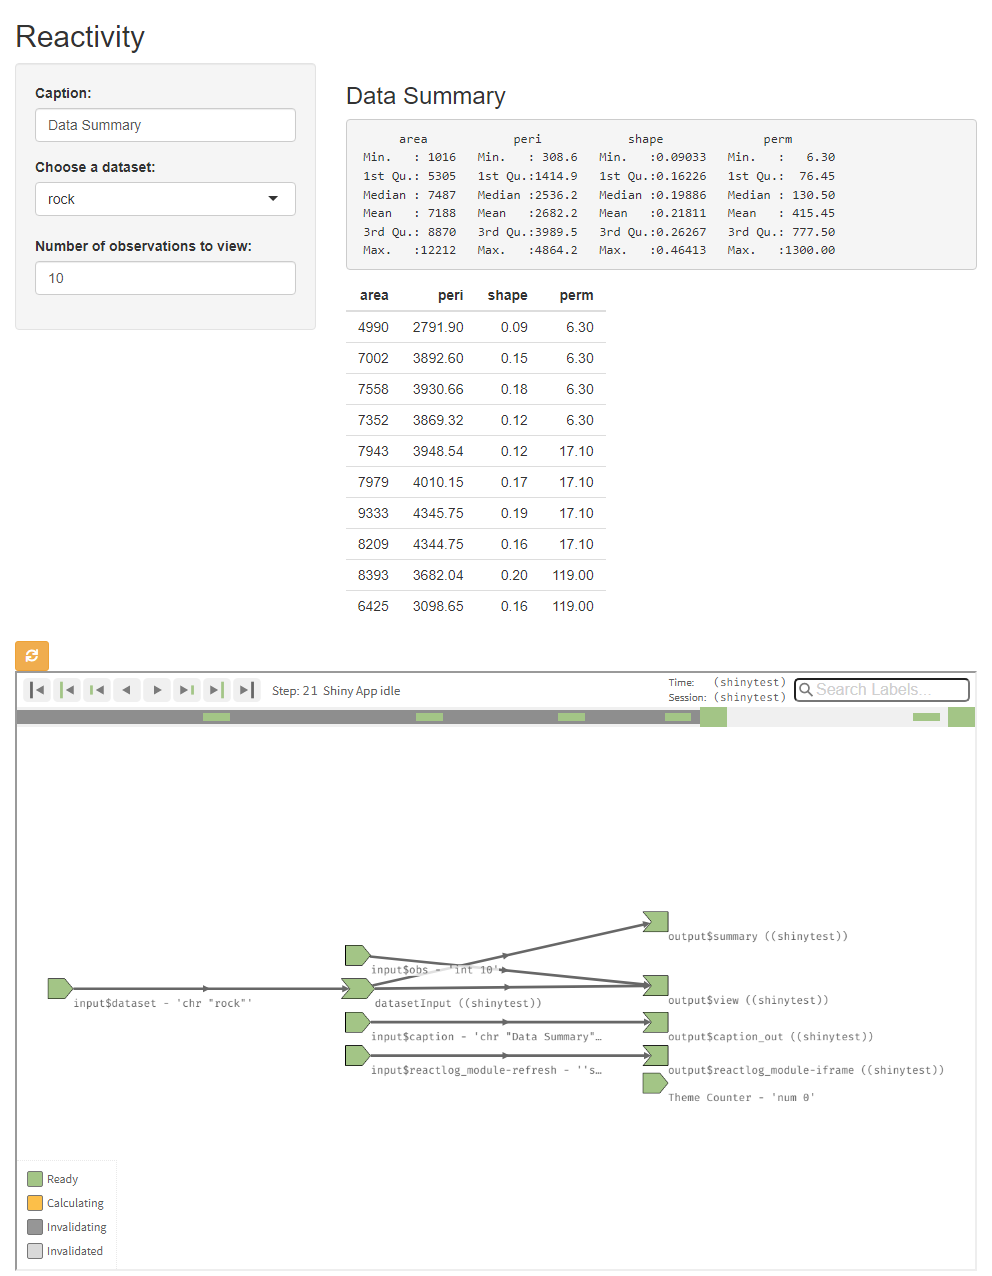 Reactivity
Caption:
Data Summary
Choose a dataset:
rock
Number of observations to view:
10
Data Summary
area peri shape perm
Min. : 1016 Min. : 308.6 Min. :0.09033 Min. : 6.30
1st Qu.: 5305 1st Qu.:1414.9 1st Qu.:0.16226 1st Qu.: 76.45
Median : 7487 Median :2536.2 Median :0.19886 Median : 130.50
Mean : 7188 Mean :2682.2 Mean :0.21811 Mean : 415.45
3rd Qu.: 8870 3rd Qu.:3989.5 3rd Qu.:0.26267 3rd Qu.: 777.50
Max. :12212 Max. :4864.2 Max. :0.46413 Max. :1300.00
area peri shape perm
4990 2791.90 0.09 6.30
7002 3892.60 0.15 6.30
7558 3930.66 0.18 6.30
7352 3869.32 0.12 6.30
7943 3948.54 0.12 17.10
7979 4010.15 0.17 17.10
9333 4345.75 0.19 17.10
8209 4344.75 0.16 17.10
8393 3682.04 0.20 119.00
6425 3098.65 0.16 119.00
Step: 21 Shiny App idle
Time: (shinytest)
Session: (shinytest)
Search Labels...
output$summary ((shinytest))
input$obs - 'int 10'
input$dataset - 'chr "rock"'
datasetInput ((shinytest))
output$view ((shinytest))
input$caption - 'chr "Data Summary"…
output$caption_out ((shinytest))
input$reactlog_module-refresh - ''s…
output$reactlog_module-iframe ((shinytest))
Theme Counter - 'num 0'
Ready
Calculating
Invalidating
Invalidated